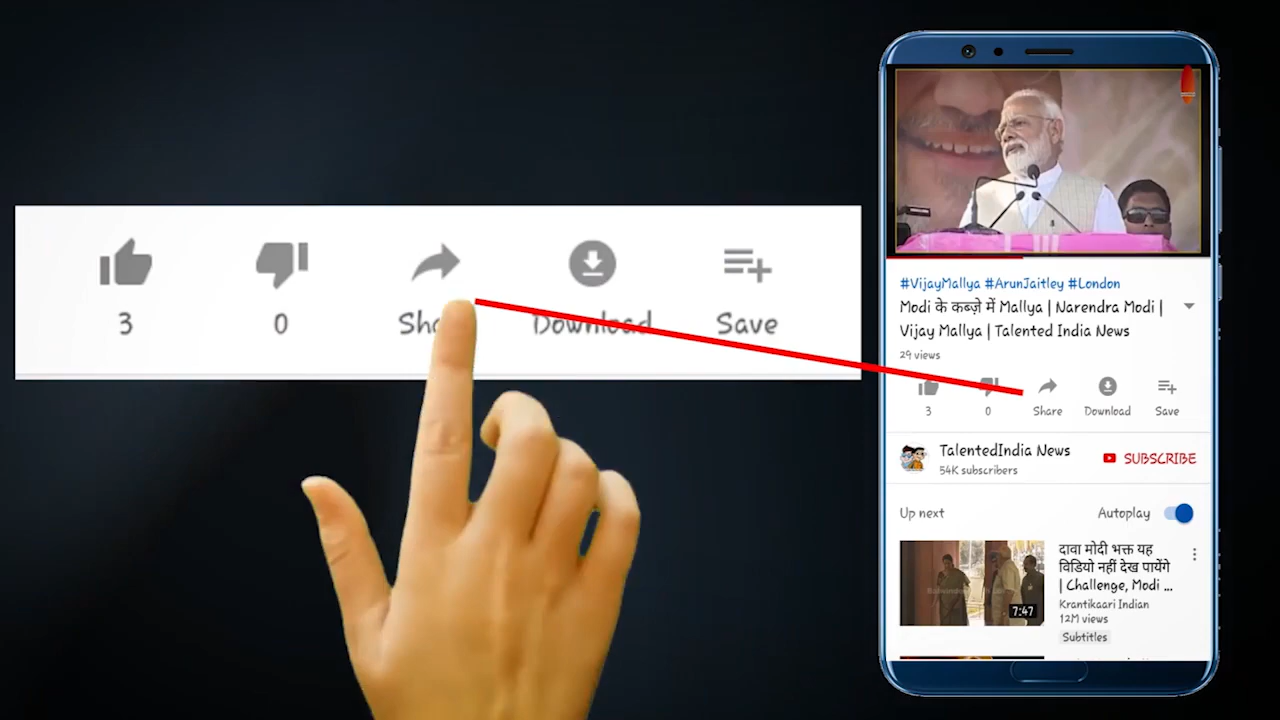 3
0
Share
Download
Save
#VijayMallya #ArunJaitley #London
Modi के कब्ज़े में Mallya | Narendra Modi |
Vijay Mallya | Talented India News
29 views
3
0
Share
Download
Save
TalentedIndia News
54K subscribers
SUBSCRIBE
Up next
Autoplay
दावा मोदी भक्त यह
विडियो नहीं देख पायेंगे
| Challenge, Modi ...
Krantikaari Indian
12M views
Subtitles
7:47